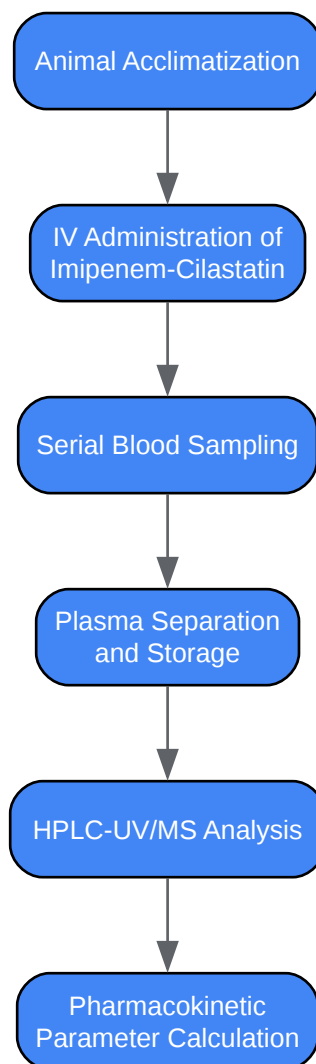 Animal Acclimatization
IV Administration of
Imipenem-Cilastatin
Serial Blood Sampling
Plasma Separation
and Storage
HPLC-UV/MS Analysis
Pharmacokinetic
Parameter Calculation